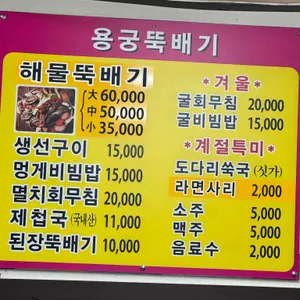 용궁뚝배기
해물뚝배기
大 60,000
中 50,000
小 35,000
생선구이 15,000
멍게비빔밥 15,000
멸치회무침 20,000
제첩국(국내산) 11,000
된장뚝배기 10,000
*겨울*
굴회무침 20,000
굴비빔밥 15,000
*계절특미*
도다리쑥국(싯가)
라면사리 2,000
소주 5,000
맥주 5,000
음료수 2,000